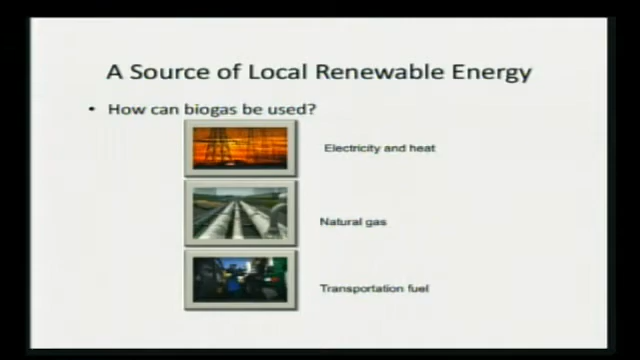 A Source of Local Renewable Energy
• How can biogas be used?
Electricity and heat
Natural gas
Transportation fuel